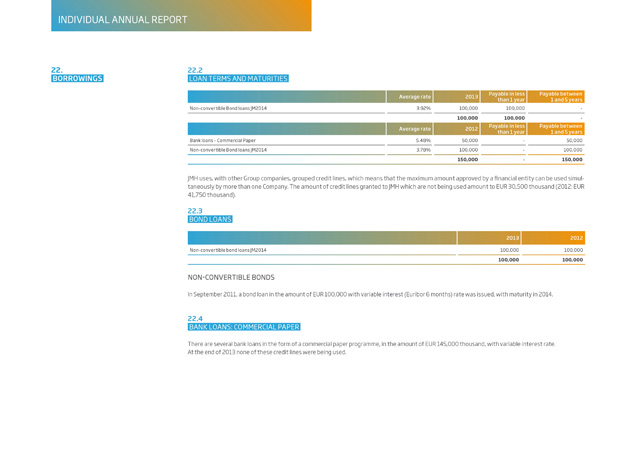 INDIVIDUAL ANNUAL REPORT
22.
BORROWINGS
22.2
LOAN TERMS AND MATURITIES
Average rate 2013 Payable in less than 1 year Payable between 1 and 5 years
Non-convertible Bond loans JM2014 3.92% 100,000 100,000 -
100,000 100,000 -
Average rate 2012 Payable in less than 1 year Payable between 1 and 5 years
Bank loans - Commercial Paper 5.49% 50,000 - 50,000
Non-convertible Bond loans JM2014 3.78% 100,000 - 100,000
150,000 - 150,000
JMH uses, with other Group companies, grouped credit lines, which means that the maximum amount approved by a financial entity can be used simul-
taneously by more than one Company. The amount of credit lines granted to JMH which are not being used amount to EUR 30,500 thousand (2012: EUR
41,750 thousand).
22.3
BOND LOANS
2013 2012
Non-convertible bond loans JM2014 100,000 100,000
100,000 100,000
NON-CONVERTIBLE BONDS
In September 2011, a bond loan in the amount of EUR 100,000 with variable interest (Euribor 6 months) rate was issued, with maturity in 2014.
22.4
BANK LOANS: COMMERCIAL PAPER
There are several bank loans in the form of a commercial paper programme, in the amount of EUR 145,000 thousand, with variable interest rate.
At the end of 2013 none of these credit lines were being used.